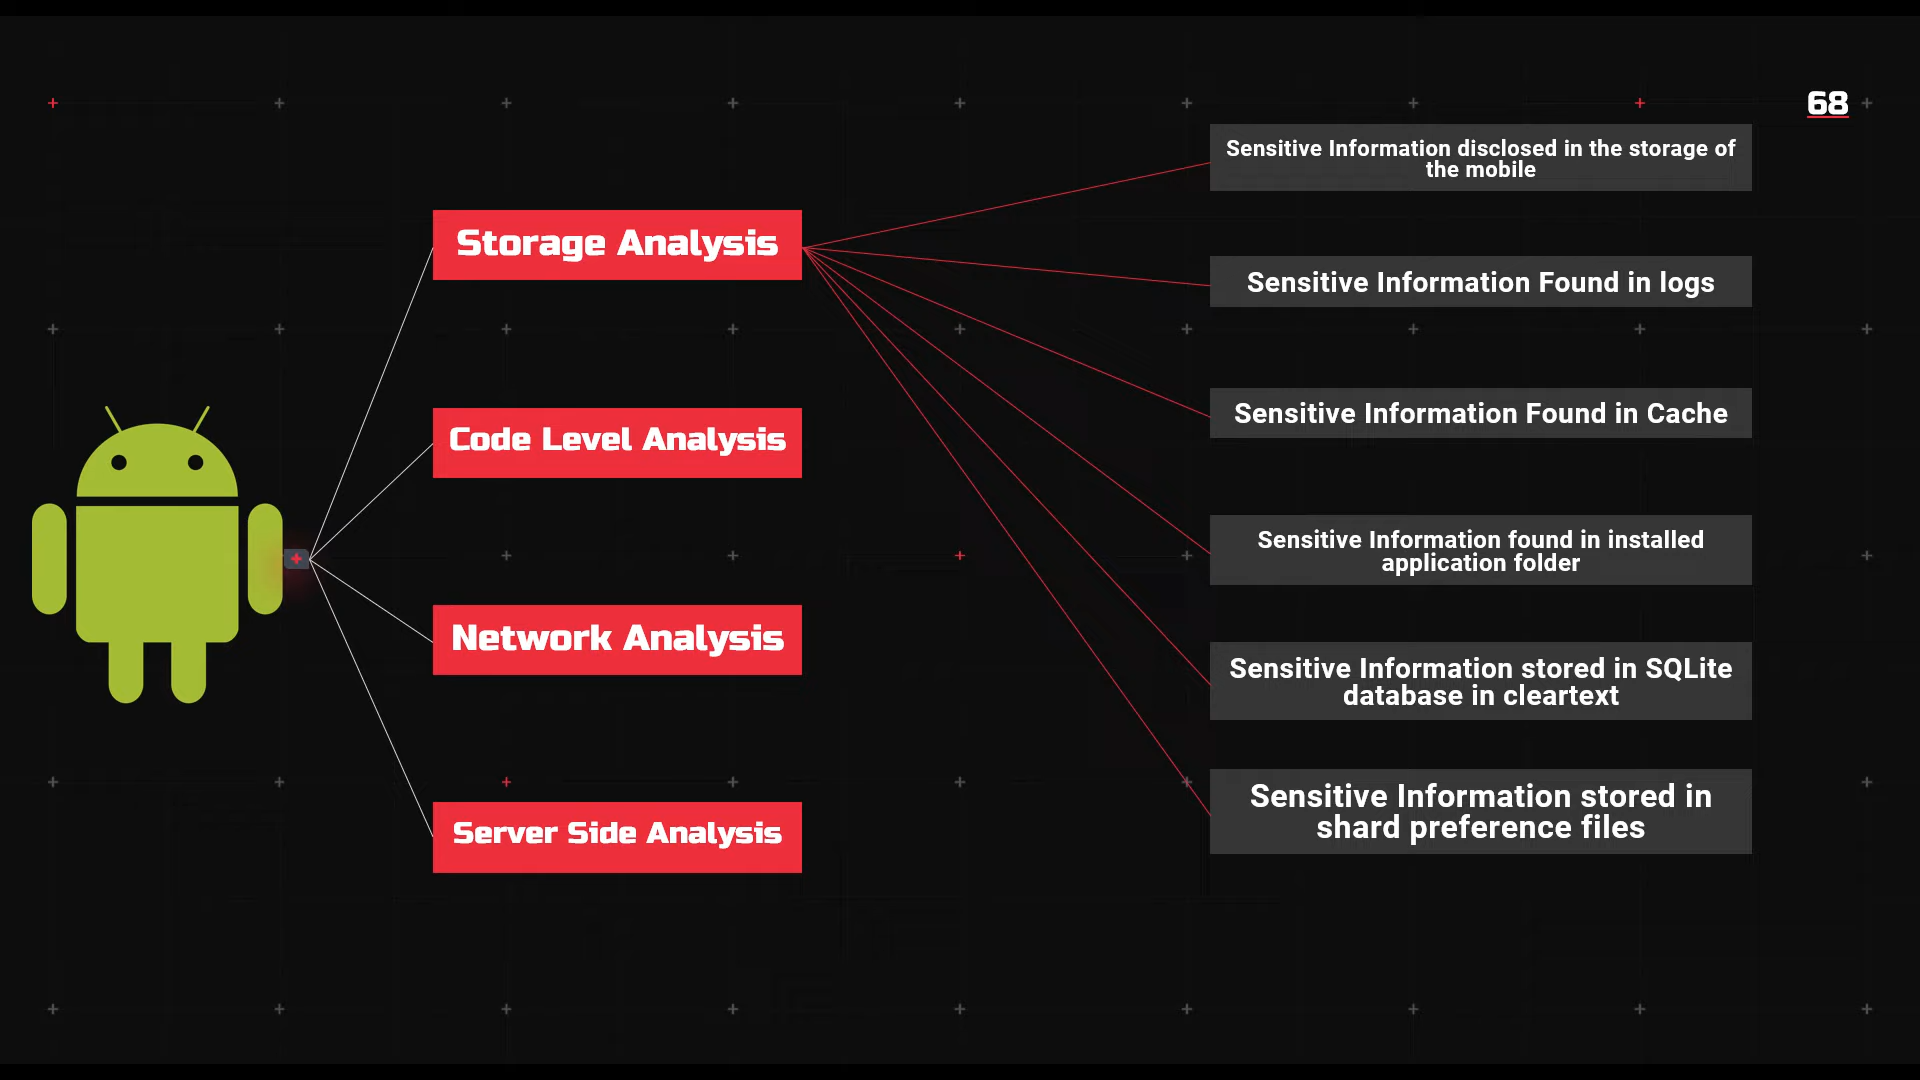 68
Storage Analysis
Code Level Analysis
Network Analysis
Server Side Analysis
Sensitive Information disclosed in the storage of
the mobile
Sensitive Information Found in logs
Sensitive Information Found in Cache
Sensitive Information found in installed
application folder
Sensitive Information stored in SQLite
database in cleartext
Sensitive Information stored in
shard preference files